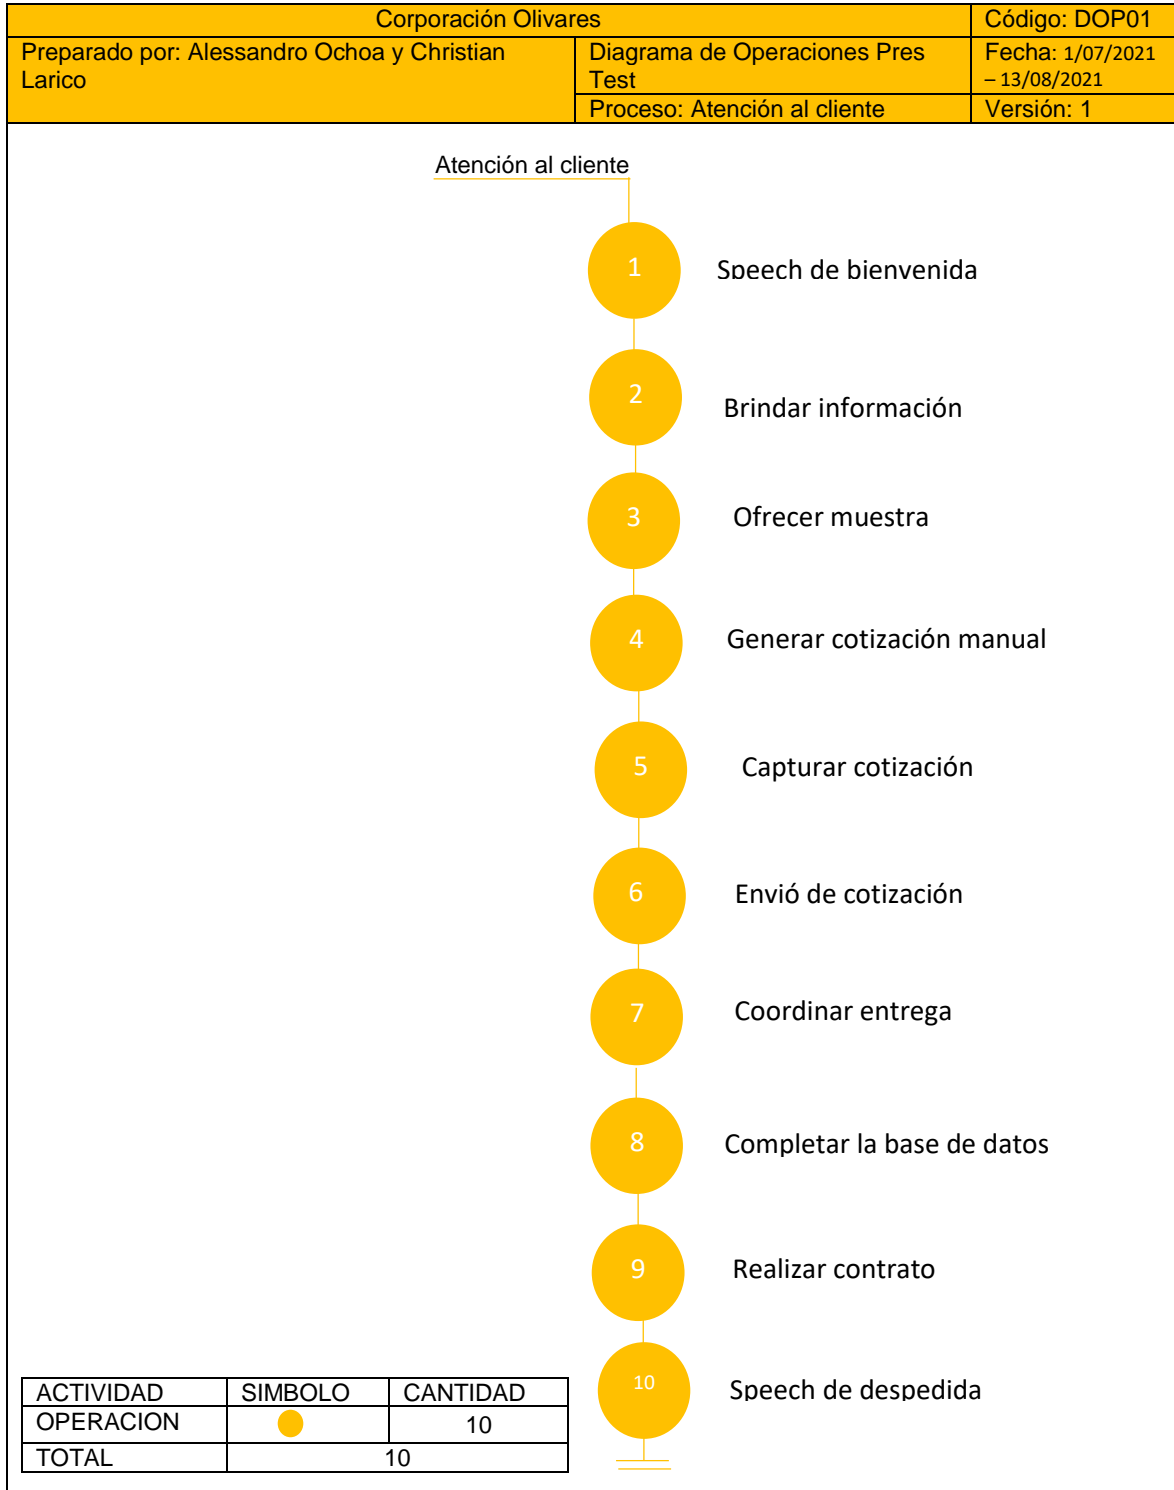 Corporación Olivares
Código: DOP01
Preparado por: Alessandro Ochoa y Christian
Larico
Diagrama de Operaciones Pres
Test
Fecha: 1/07/2021
– 13/08/2021
Proceso: Atención al cliente
Versión: 1
Atención al cliente
1
Speech de bienvenida
2
Brindar información
3
Ofrecer muestra
4
Generar cotización manual
5
Capturar cotización
6
Envió de cotización
7
Coordinar entrega
8
Completar la base de datos
9
Realizar contrato
10
Speech de despedida
ACTIVIDAD SIMBOLO CANTIDAD
OPERACION 10
TOTAL 10